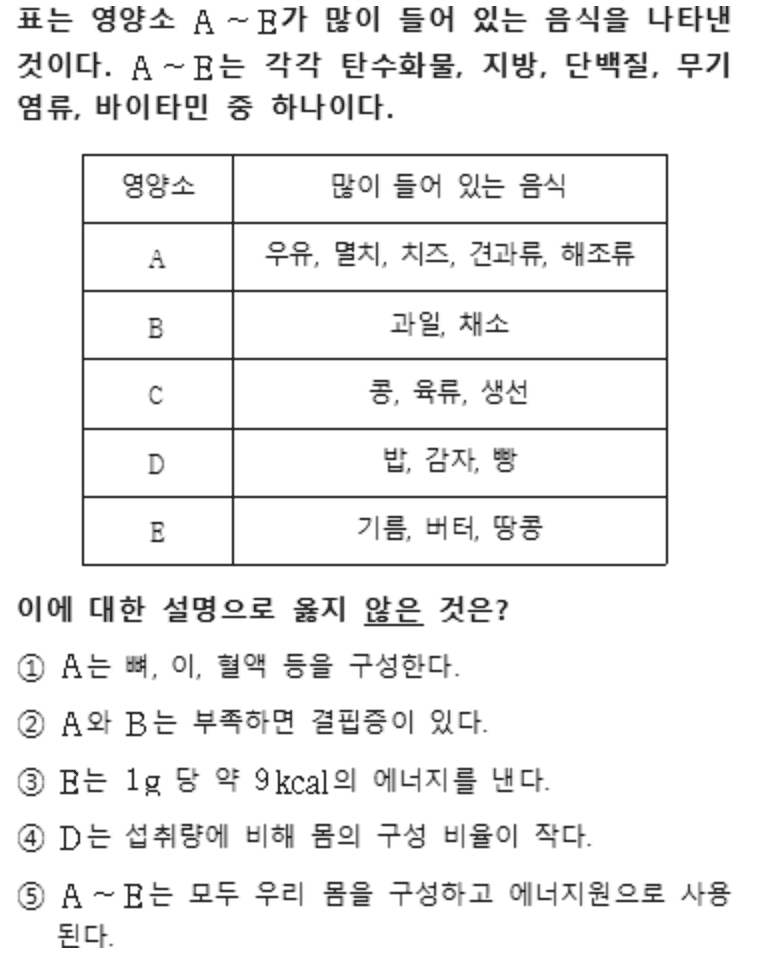 표는 영양소 A ~ E가 많이 들어 있는 음식을 나타낸
것이다. A ~ E는 각각 탄수화물, 지방, 단백질, 무기
염류, 바이타민 중 하나이다.
영양소 많이 들어 있는 음식
A 우유, 멸치, 치즈, 견과류, 해조류
B 과일, 채소
C 콩, 육류, 생선
D 밥, 감자, 빵
E 기름, 버터, 땅콩
이에 대한 설명으로 옳지 않은 것은?
① A는 뼈, 이, 혈액 등을 구성한다.
② A와 B는 부족하면 결핍증이 있다.
③ E는 1g 당 약 9kcal의 에너지를 낸다.
④ D는 섭취량에 비해 몸의 구성 비율이 작다.
⑤ A ~ E는 모두 우리 몸을 구성하고 에너지원으로 사용
된다.